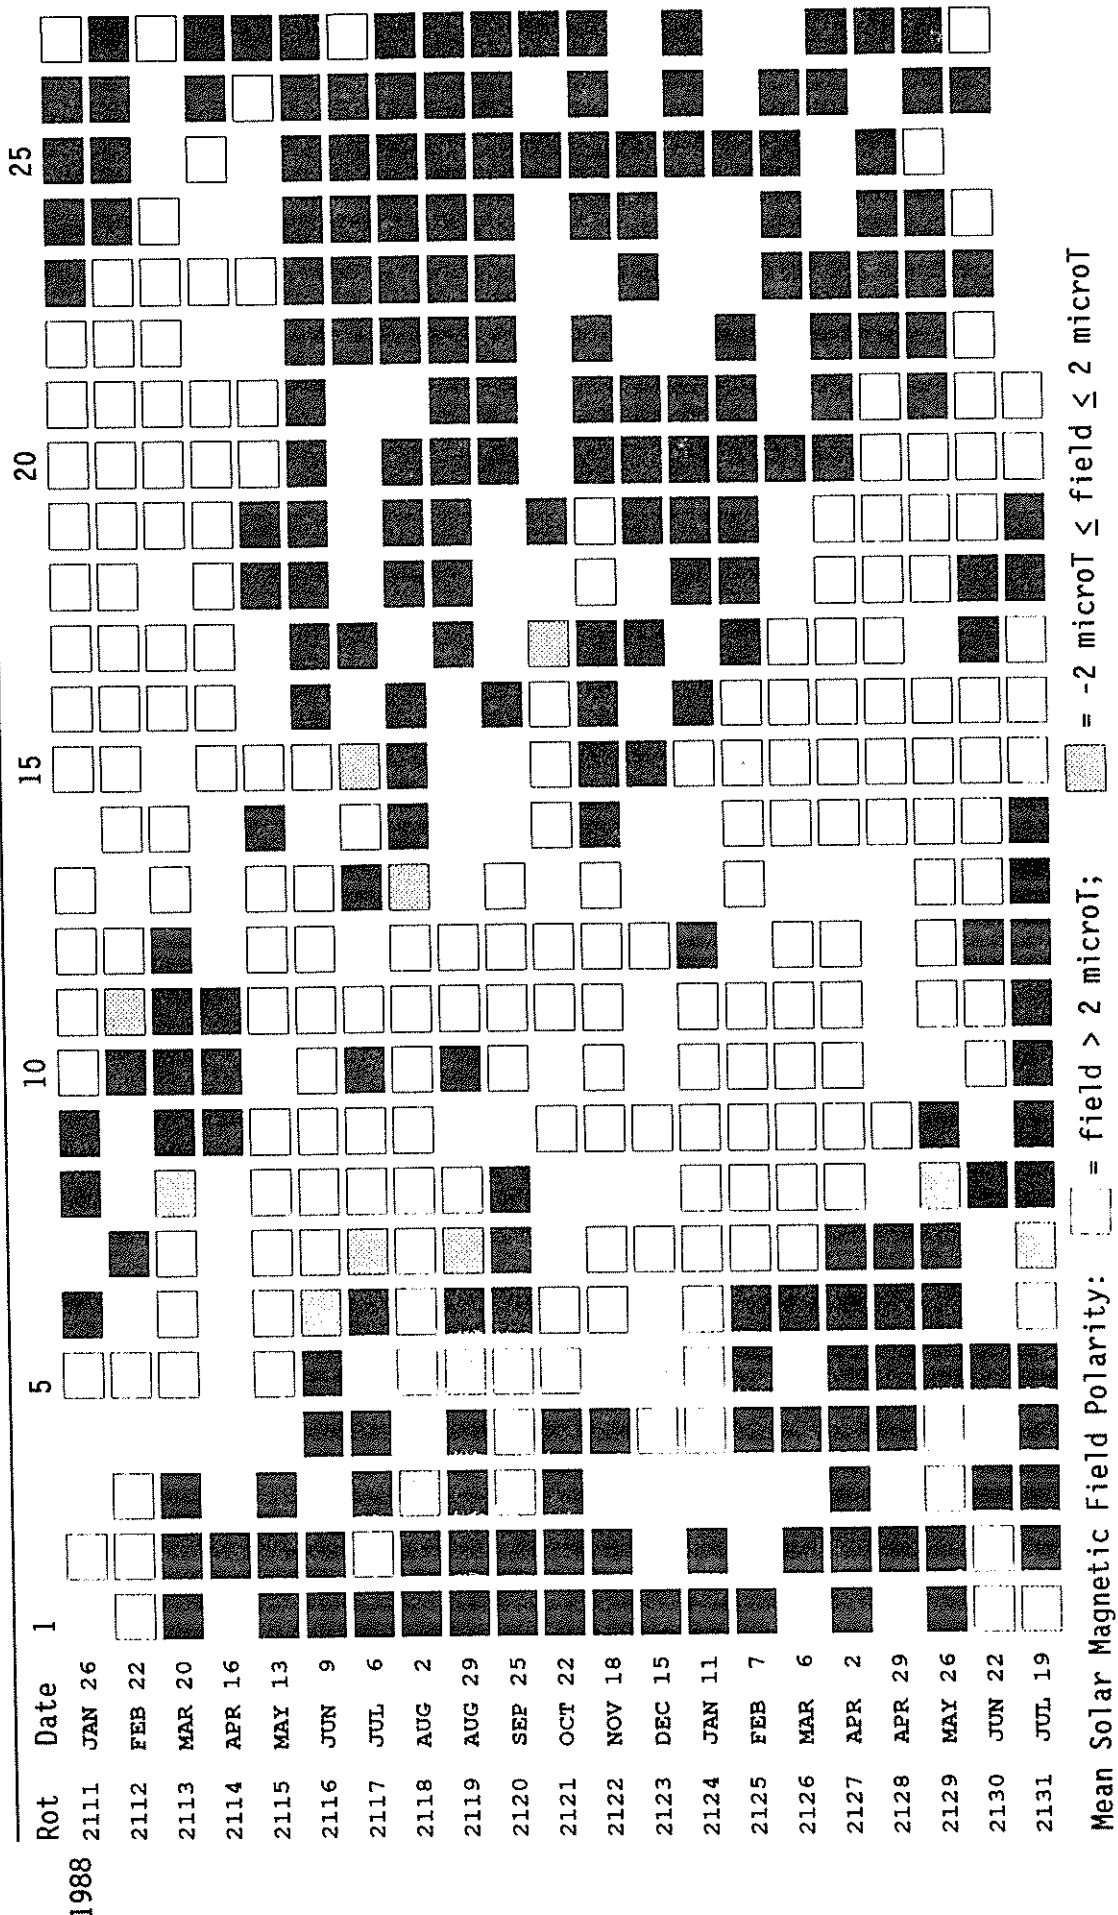 Rot Date 1 5 10 15 20 25
1988
2111 JAN 26
2112 FEB 22
2113 MAR 20
2114 APR 16
2115 MAY 13
2116 JUN 9
2117 JUL 6
2118 AUG 2
2119 AUG 29
2120 SEP 25
2121 OCT 22
2122 NOV 18
2123 DEC 15
2124 JAN 11
2125 FEB 7
2126 MAR 6
2127 APR 2
2128 APR 29
2129 MAY 26
2130 JUN 22
2131 JUL 19
Mean Solar Magnetic Field Polarity: = field > 2 microT; = -2 microT ≤ field ≤ 2 microT